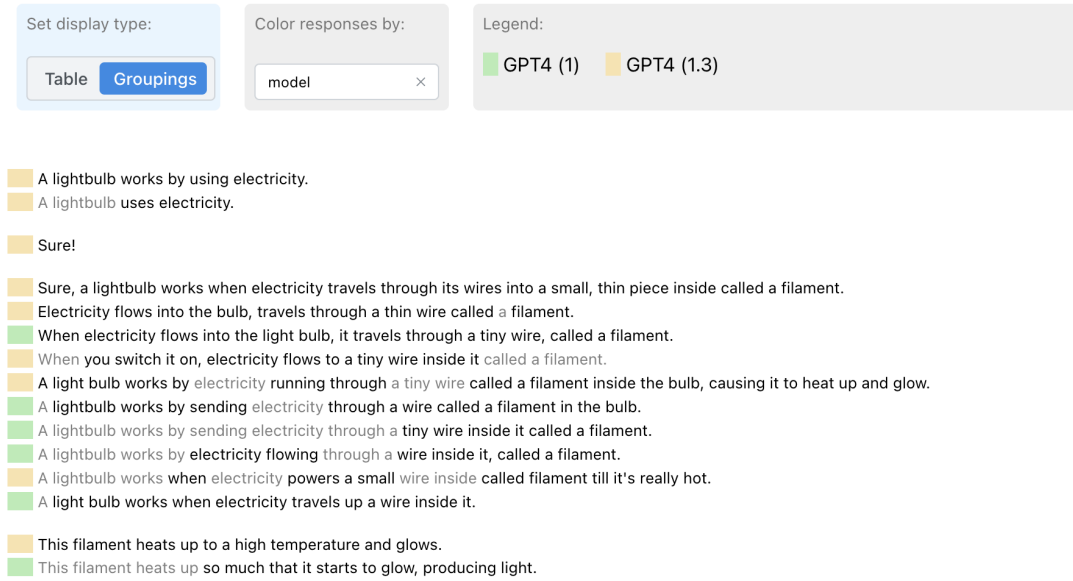 Set display type:
Table
Groupings
Color responses by:
model ×
Legend:
GPT4 (1)
GPT4 (1.3)
A lightbulb works by using electricity.
A lightbulb uses electricity.
Sure!
Sure, a lightbulb works when electricity travels through its wires into a small, thin piece inside called a filament.
Electricity flows into the bulb, travels through a thin wire called a filament.
When electricity flows into the light bulb, it travels through a tiny wire, called a filament.
When you switch it on, electricity flows to a tiny wire inside it called a filament.
A light bulb works by electricity running through a tiny wire called a filament inside the bulb, causing it to heat up and glow.
A lightbulb works by sending electricity through a wire called a filament in the bulb.
A lightbulb works by sending electricity through a tiny wire inside it called a filament.
A lightbulb works by electricity flowing through a wire inside it, called a filament.
A lightbulb works when electricity powers a small wire inside called filament till it's really hot.
A light bulb works when electricity travels up a wire inside it.
This filament heats up to a high temperature and glows.
This filament heats up so much that it starts to glow, producing light.